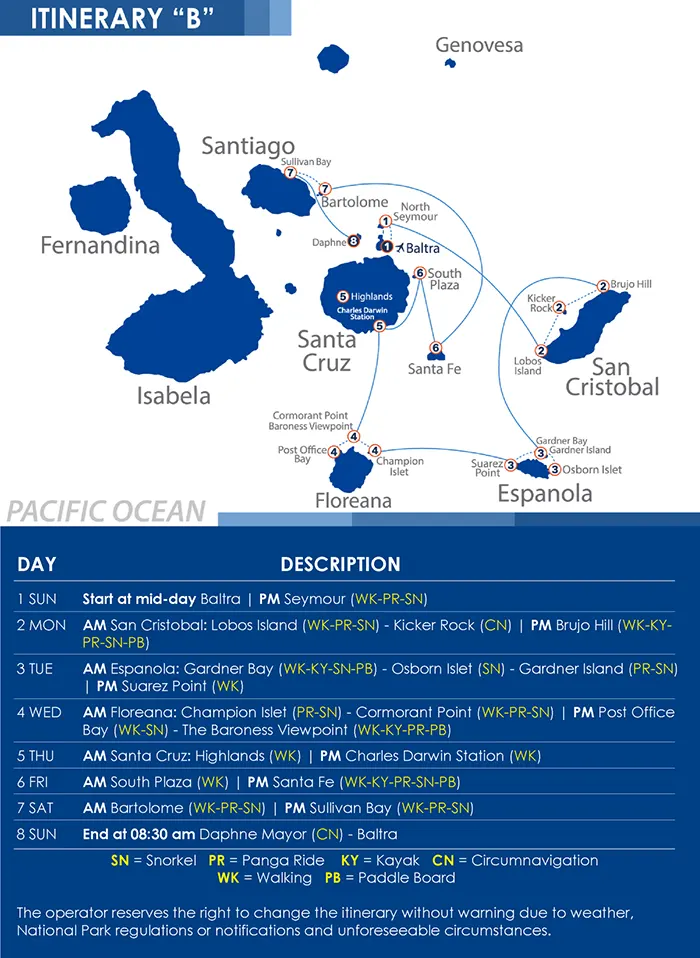 ITINERARY “B”
Genovesa
Santiago
Sullivan Bay
7
7
Bartolome
North
Seymour
1
Fernandina
Daphne 8
1 Baltra
6 South
Plaza
5 Highlands
Charles Darwin
Station
5
2 Brujo Hill
Kicker
Rock 2
Santa
Cruz
6
Santa Fe
2
Lobos
Island
San
Cristobal
Isabela
Cormorant Point
Baroness Viewpoint 4
Post Office
Bay 4
4
Champion
Islet
Gardner Bay
3 Gardner Island
Suarez
Point 3
3 Osborn Islet
Floreana
Espanola
PACIFIC OCEAN
DAY DESCRIPTION
1 SUN Start at mid-day Baltra | PM Seymour (WK-PR-SN)
2 MON AM San Cristobal: Lobos Island (WK-PR-SN) - Kicker Rock (CN) | PM Brujo Hill (WK-KY-
PR-SN-PB)
3 TUE AM Espanola: Gardner Bay (WK-KY-SN-PB) - Osborn Islet (SN) - Gardner Island (PR-SN)
| PM Suarez Point (WK)
4 WED AM Floreana: Champion Islet (PR-SN) - Cormorant Point (WK-PR-SN) | PM Post Office
Bay (WK-SN) - The Baroness Viewpoint (WK-KY-PR-PB)
5 THU AM Santa Cruz: Highlands (WK) | PM Charles Darwin Station (WK)
6 FRI AM South Plaza (WK) | PM Santa Fe (WK-KY-PR-SN-PB)
7 SAT AM Bartolome (WK-PR-SN) | PM Sullivan Bay (WK-PR-SN)
8 SUN End at 08:30 am Daphne Mayor (CN) - Baltra
SN = Snorkel PR = Panga Ride KY = Kayak CN = Circumnavigation
WK = Walking PB = Paddle Board
The operator reserves the right to change the itinerary without warning due to weather,
National Park regulations or notifications and unforeseeable circumstances.